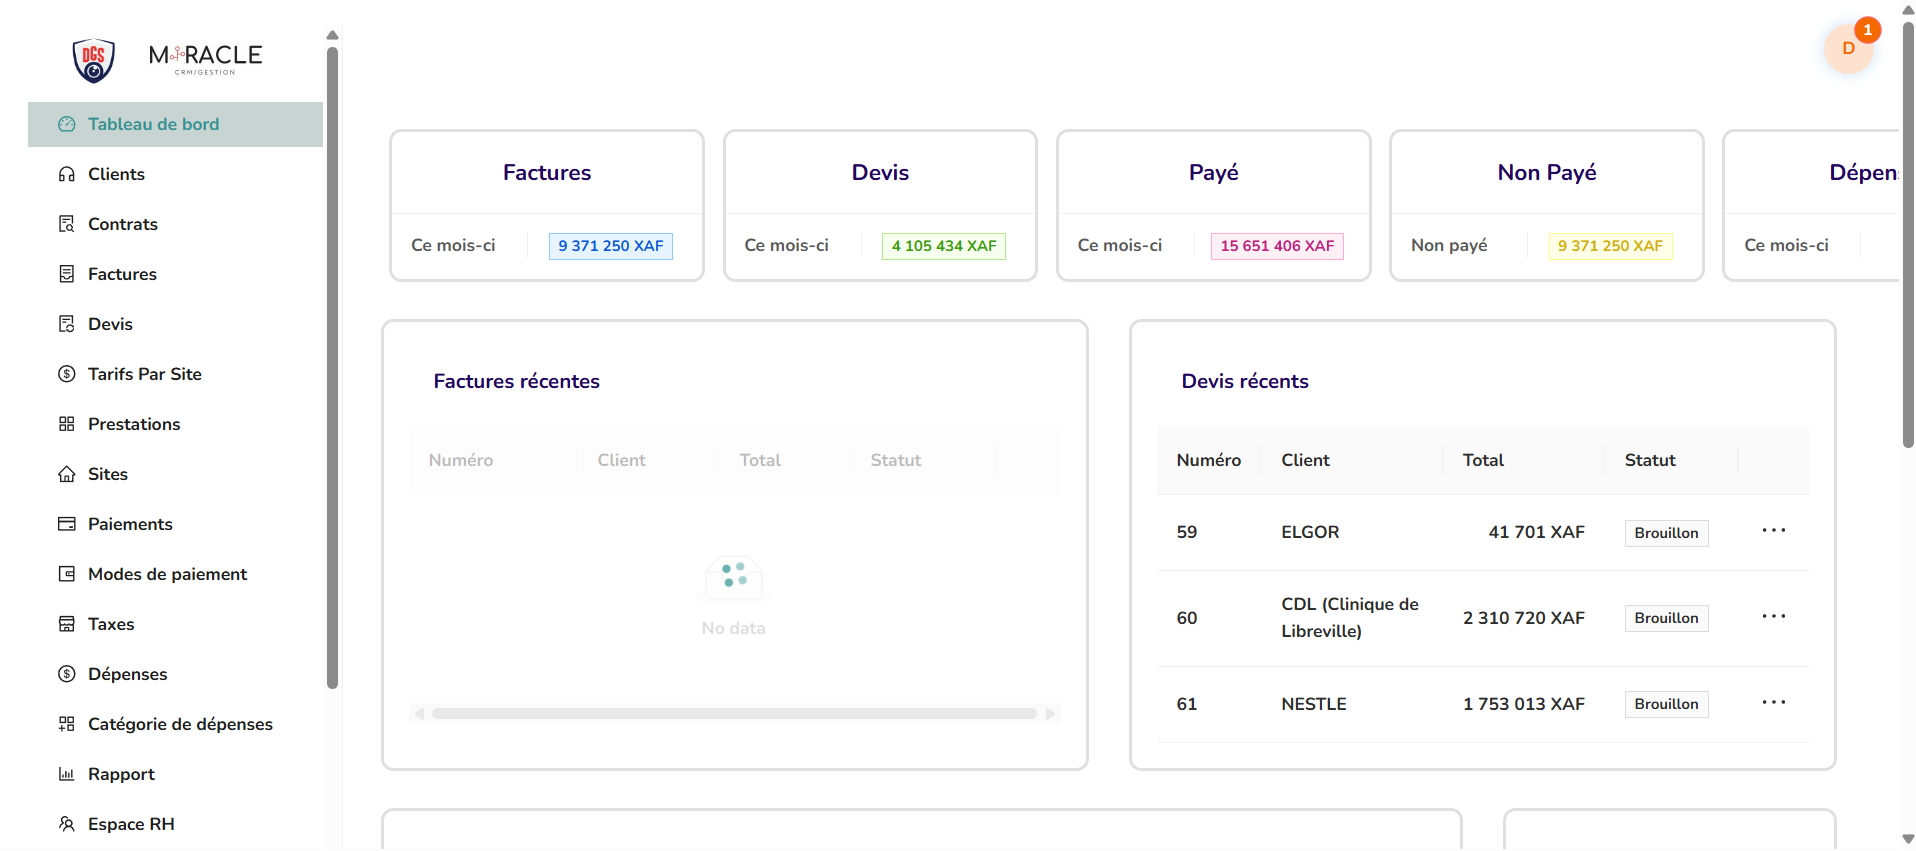 DGS
MIRACLE
CRM/GESTION
D
1
Tableau de bord
Clients
Contrats
Factures
Devis
Tarifs Par Site
Prestations
Sites
Paiements
Modes de paiement
Taxes
Dépenses
Catégorie de dépenses
Rapport
Espace RH
Factures
Ce mois-ci 9 371 250 XAF
Devis
Ce mois-ci 4 105 434 XAF
Payé
Ce mois-ci 15 651 406 XAF
Non Payé
Non payé 9 371 250 XAF
Dépens
Ce mois-ci
Factures récentes
Numéro Client Total Statut
No data
Devis récents
Numéro Client Total Statut
59 ELGOR 41 701 XAF Brouillon
60 CDL (Clinique de
Libreville) 2 310 720 XAF Brouillon
61 NESTLE 1 753 013 XAF Brouillon